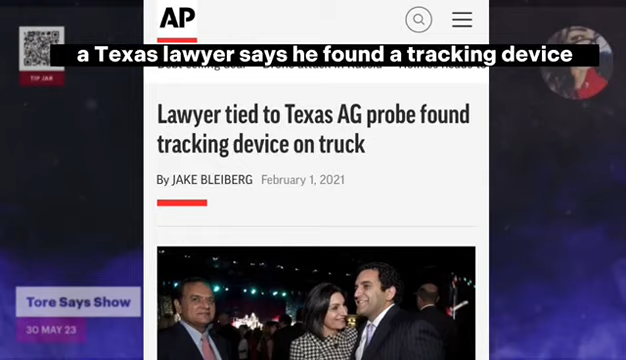 AP
TIP JAR
a Texas lawyer says he found a tracking device
Lawyer tied to Texas AG probe found
tracking device on truck
By JAKE BLEIBERG February 1, 2021
Tore Says Show
30 MAY 23